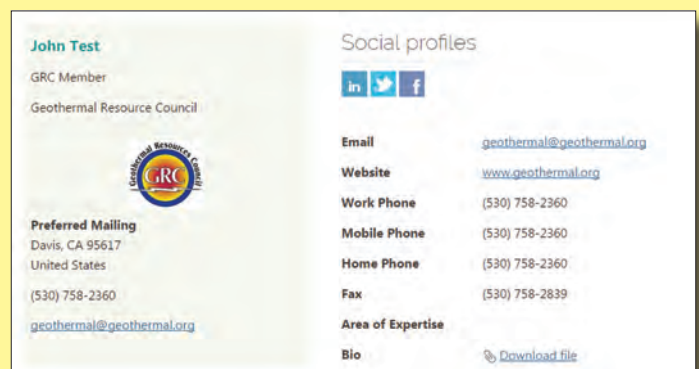 John Test
GRC Member
Geothermal Resource Council
Geothermal Resources Council
GRC
Preferred Mailing
Davis, CA 95617
United States
(530) 758-2360
geothermal@geothermal.org
Social profiles
in f
Email geothermal@geothermal.org
Website www.geothermal.org
Work Phone (530) 758-2360
Mobile Phone (530) 758-2360
Home Phone (530) 758-2360
Fax (530) 758-2839
Area of Expertise
Bio Download file